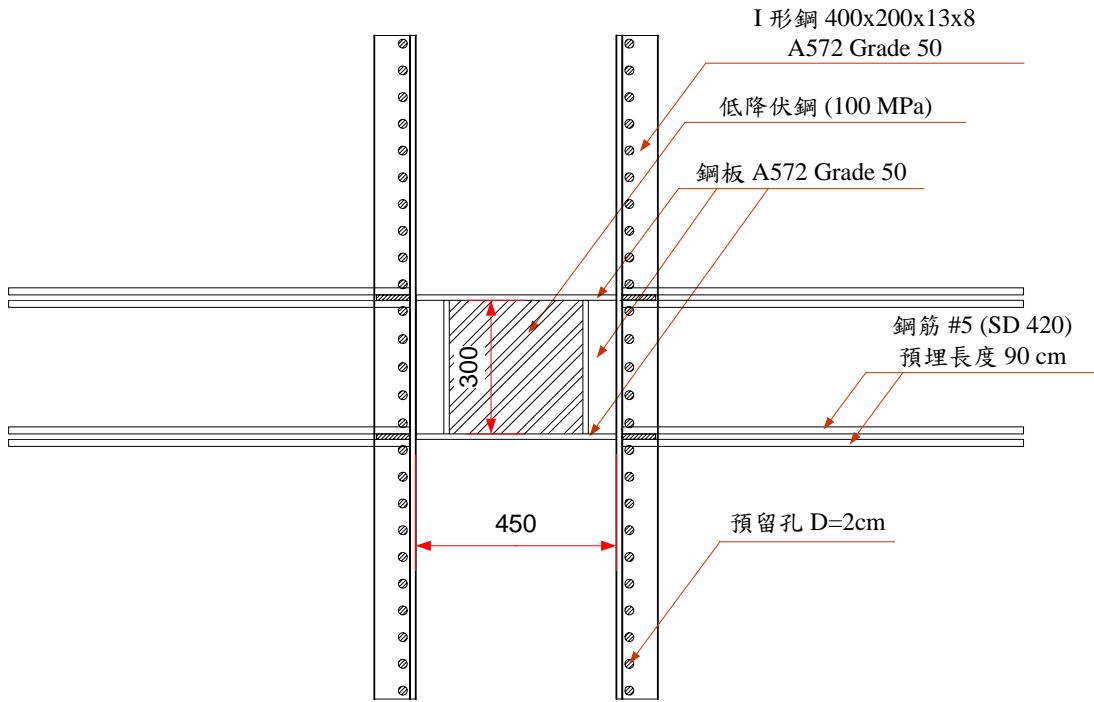 I 形鋼 400x200x13x8
A572 Grade 50
低降伏鋼 (100 MPa)
鋼板 A572 Grade 50
鋼筋 #5 (SD 420)
預埋長度 90 cm
300
450
預留孔 D=2cm